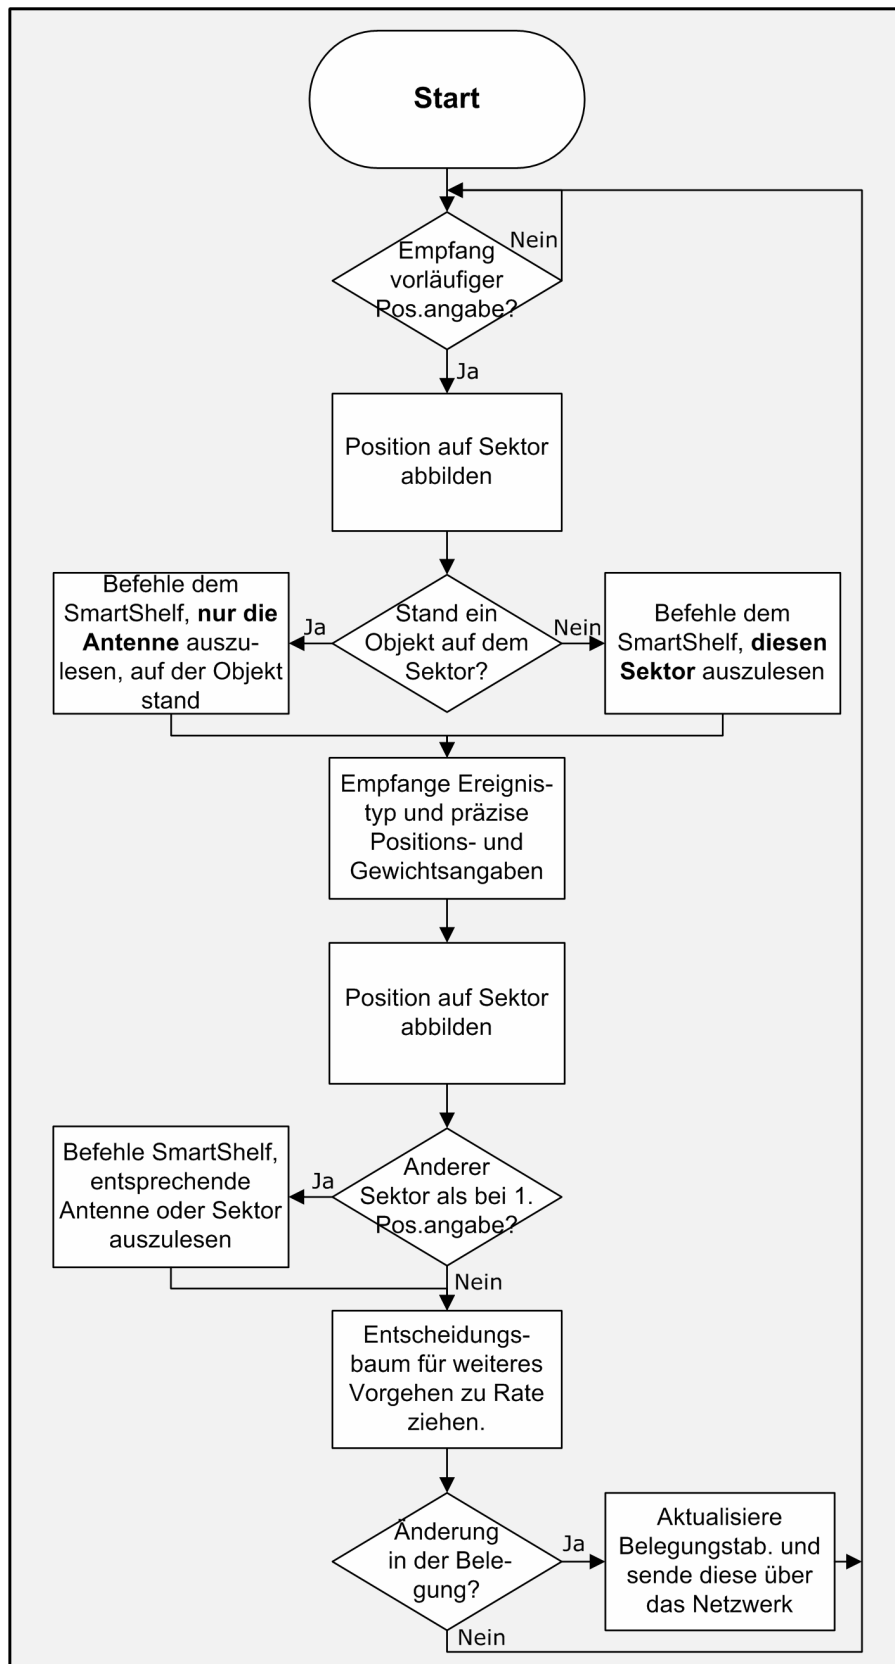 Start
Nein
Empfang
vorläufiger
Pos.angabe?
Ja
Position auf Sektor
abbilden
Stand ein
Objekt auf dem
Sektor?
Ja
Nein
Befehle dem
SmartShelf, nur die
Antenne auszu-
lesen, auf der Objekt
stand
Befehle dem
SmartShelf, diesen
Sektor auszulesen
Empfange Ereignis-
typ und präzise
Positions- und
Gewichtsangaben
Position auf Sektor
abbilden
Anderer
Sektor als bei 1.
Pos.angabe?
Ja
Befehle SmartShelf,
entsprechende
Antenne oder Sektor
auszulesen
Nein
Entscheidungs-
baum für weiteres
Vorgehen zu Rate
ziehen.
Änderung
in der Bele-
gung?
Ja
Aktualisiere
Belegungstab. und
sende diese über
das Netzwerk
Nein